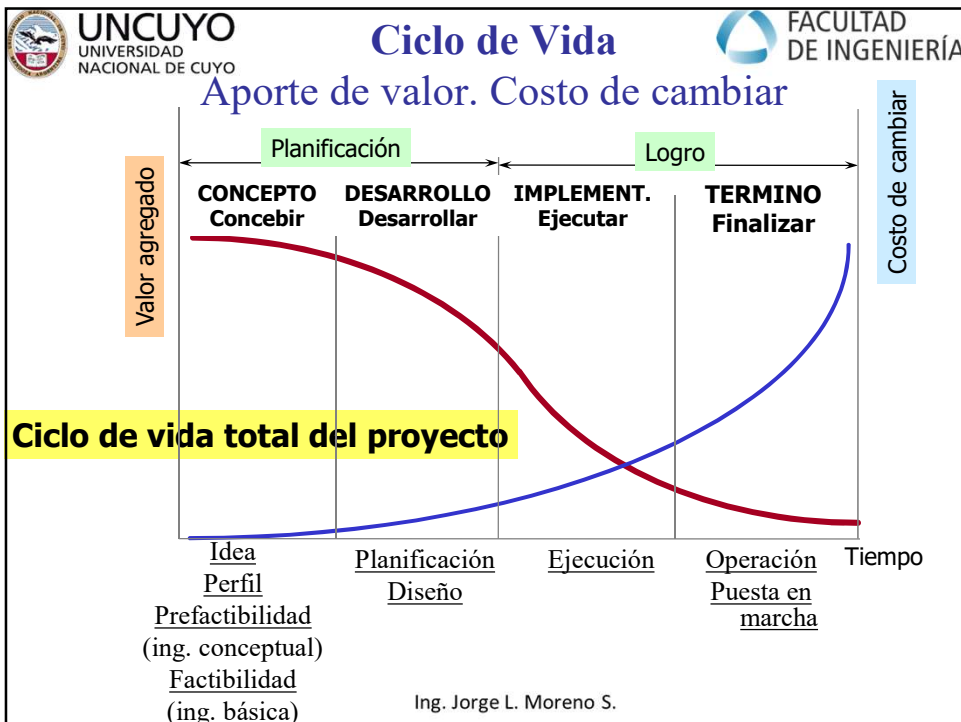 UNCUYO
UNIVERSIDAD
NACIONAL DE CUYO
Ciclo de Vida
FACULTAD
DE INGENIERÍA
Aporte de valor. Costo de cambiar
Planificación
Logro
Valor agregado
Costo de cambiar
CONCEPTO
Concebir
DESARROLLO
Desarrollar
IMPLEMENT.
Ejecutar
TERMINO
Finalizar
Ciclo de vida total del proyecto
Idea
Perfil
Prefactibilidad
(ing. conceptual)
Factibilidad
(ing. básica)
Planificación
Diseño
Ejecución
Operación
Puesta en
marcha
Tiempo
Ing. Jorge L. Moreno S.